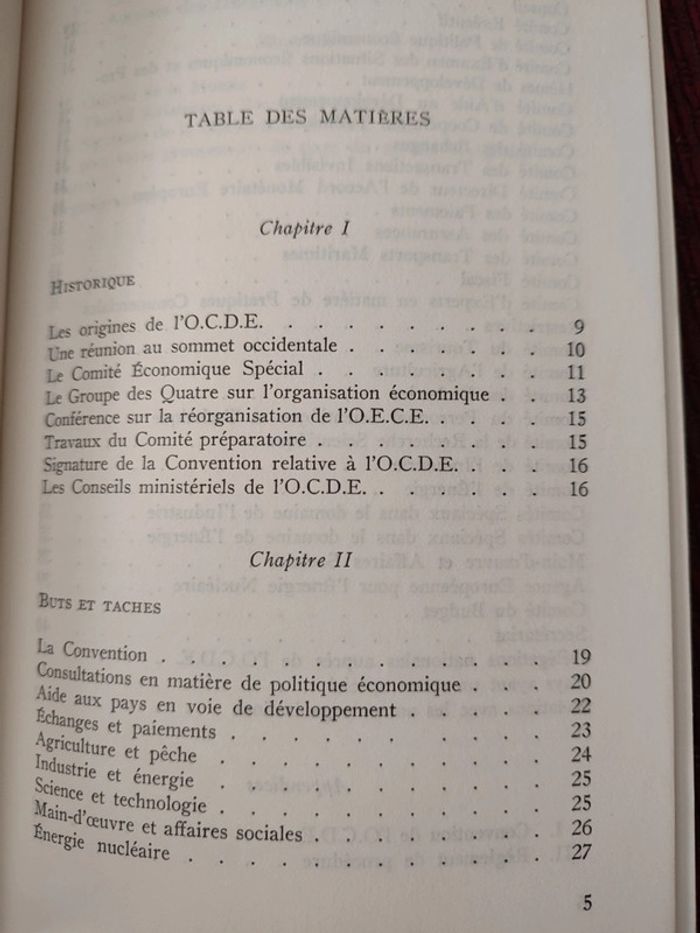 TABLE DES MATIÈRES
Chapitre I
HISTORIQUE
Les origines de l'O.C.D.E. . . . . . . . . . 9
Une réunion au sommet occidentale . . . . . . . 10
Le Comité Économique Spécial . . . . . . . . 11
Le Groupe des Quatre sur l'organisation économique . . 13
Conférence sur la réorganisation de l'O.E.C.E. . . . . 15
Travaux du Comité préparatoire . . . . . . . . 15
Signature de la Convention relative à l'O.C.D.E. . . . 16
Les Conseils ministériels de l'O.C.D.E. . . . . . . 16
Chapitre II
BUTS ET TACHES
La Convention . . . . . . . . . . . . . 19
Consultations en matière de politique économique . . . 20
Aide aux pays en voie de développement . . . . . 22
Échanges et paiements . . . . . . . . . . . 23
Agriculture et pêche . . . . . . . . . . . 24
Industrie et énergie . . . . . . . . . . . 25
Science et technologie . . . . . . . . . . . 25
Main-d'œuvre et affaires sociales . . . . . . . . 26
Énergie nucléaire . . . . . . . . . . . . 27
5